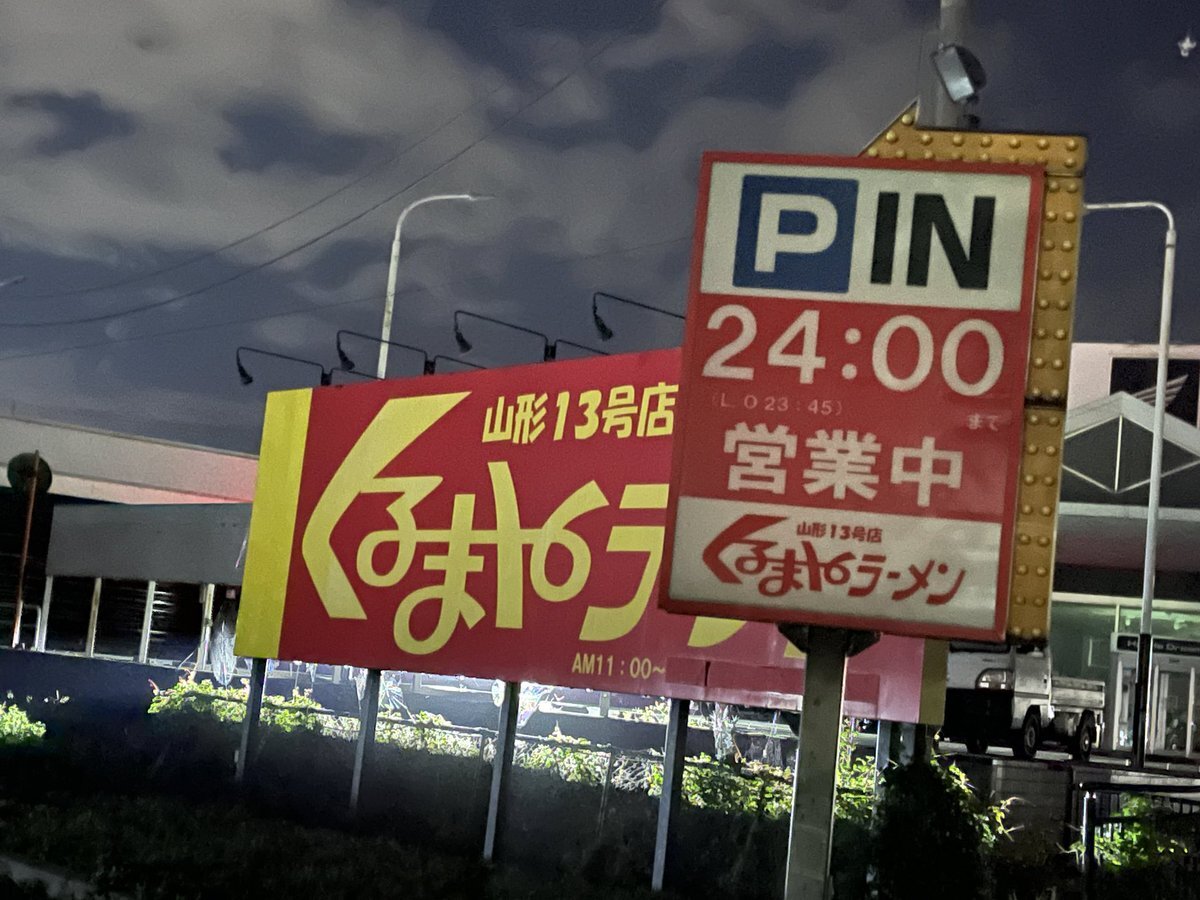 P IN
24:00
(L.O 23:45)
まで
営業中
山形13号店
くるまやラーメン
山形13号店
くるまやラ
AM11:00~